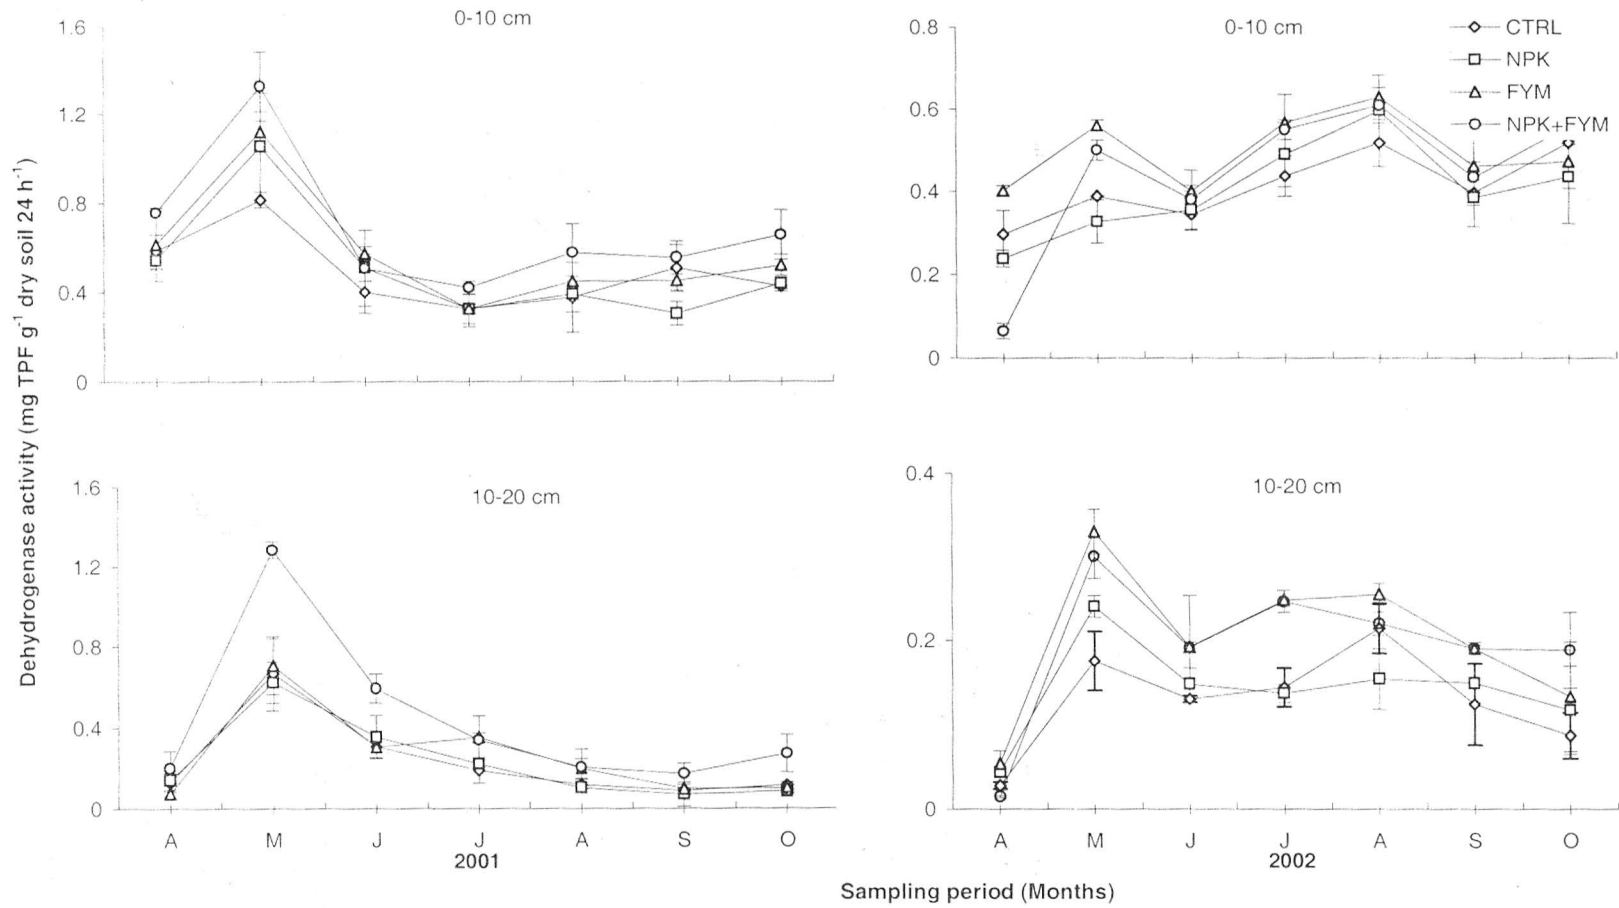 0-10 cm
1.6
1.2
0.8
0.4
0
0-10 cm
0.8
0.6
0.4
0.2
0
CTRL
NPK
FYM
NPK+FYM
Dehydrogenase activity (mg TPF g⁻¹ dry soil 24 h⁻¹)
10-20 cm
1.6
1.2
0.8
0.4
0
A M J J A S O
2001
10-20 cm
0.4
0.2
0
A M J J A S O
2002
Sampling period (Months)